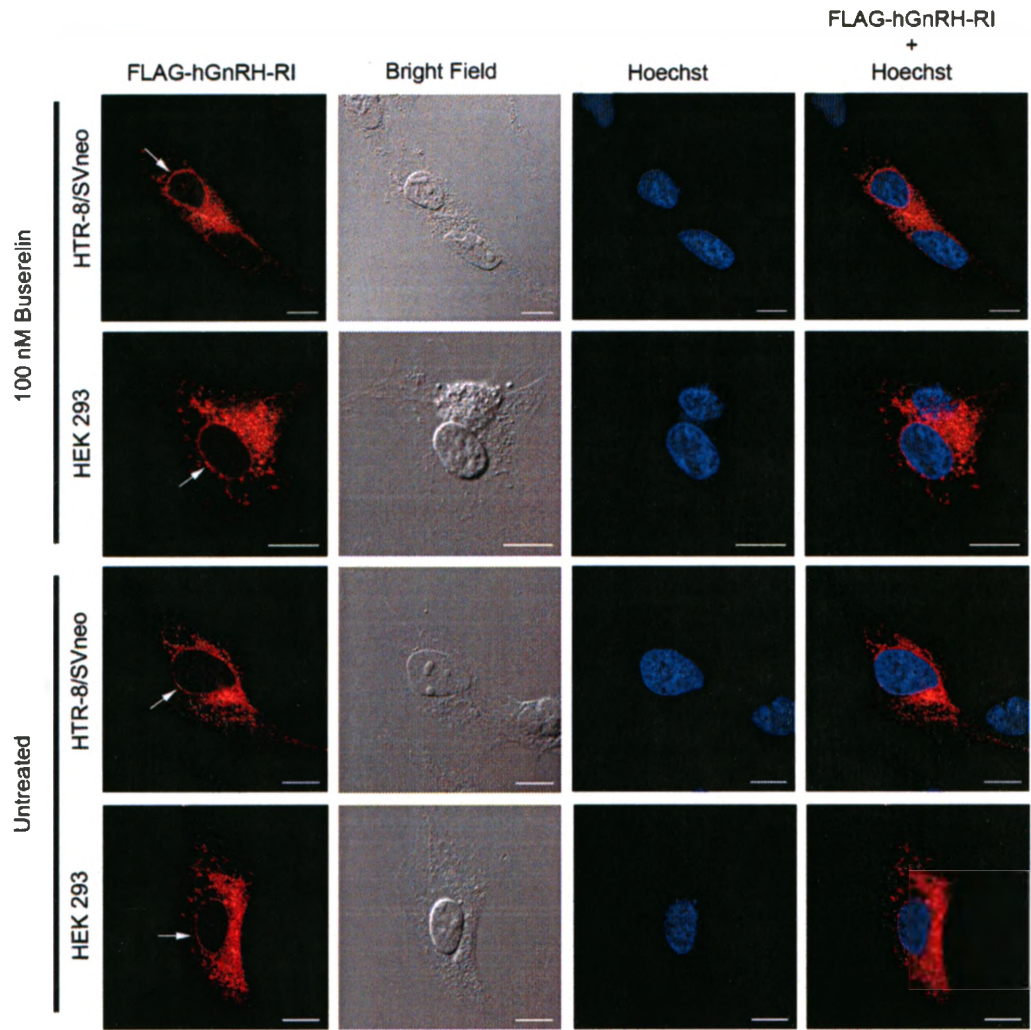 FLAG-hGnRH-RI
+
Hoechst
FLAG-hGnRH-RI
Bright Field
Hoechst
100 nM Buserelin
HTR-8/SVneo
HEK 293
Untreated
HTR-8/SVneo
HEK 293